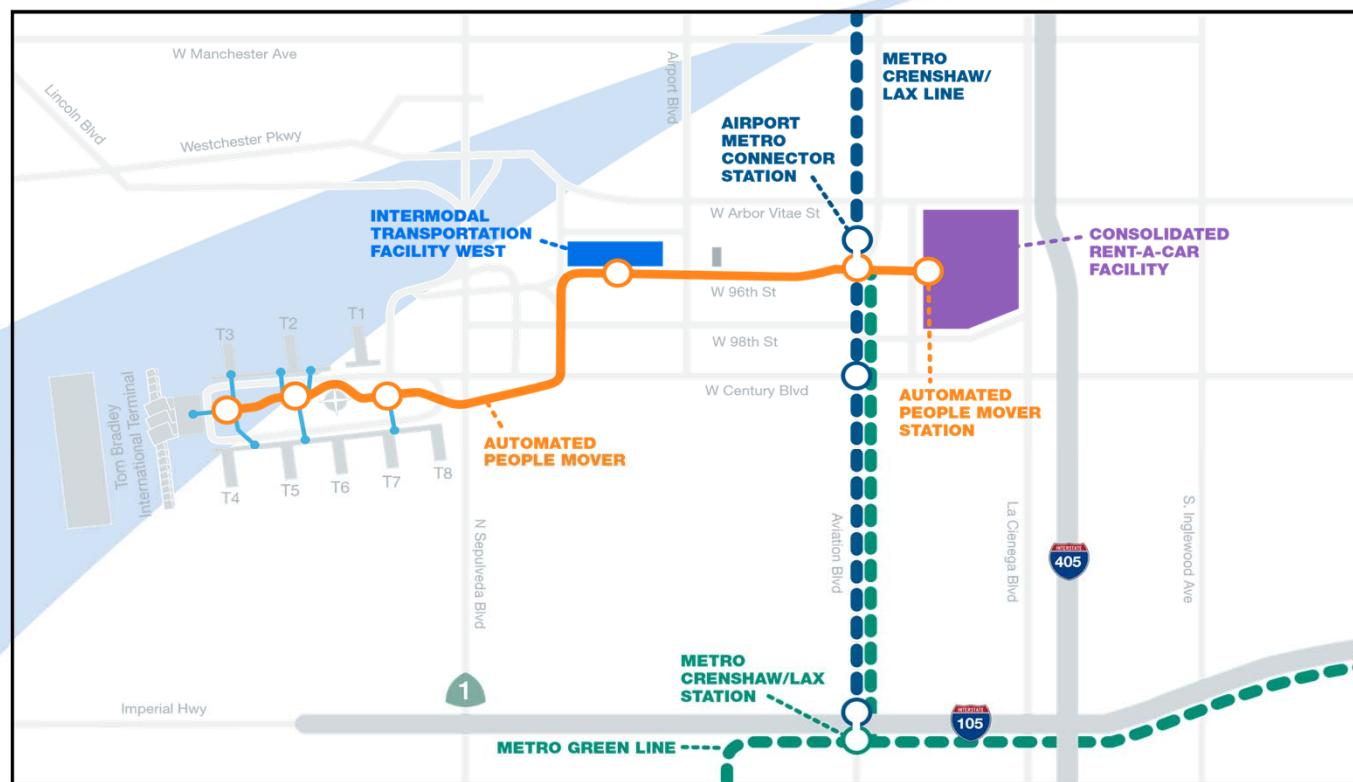 W Manchester Ave
Lincoln Blvd
Westchester Pkwy
Airport Blvd
METRO
CRENSHAW/
LAX LINE
AIRPORT
METRO
CONNECTOR
STATION
W Arbor Vitae St
INTERMODAL
TRANSPORTATION
FACILITY WEST
CONSOLIDATED
RENT-A-CAR
FACILITY
W 96th St
W 98th St
T1
T2
T3
W Century Blvd
AUTOMATED
PEOPLE MOVER
STATION
Tom Bradley
International Terminal
AUTOMATED
PEOPLE MOVER
T4
T5
T6
T7
T8
N Sepulveda Blvd
Aviation Blvd
La Cienega Blvd
S. Inglewood Ave
INTERSTATE
405
METRO
CRENSHAW/LAX
STATION
1
Imperial Hwy
INTERSTATE
105
METRO GREEN LINE